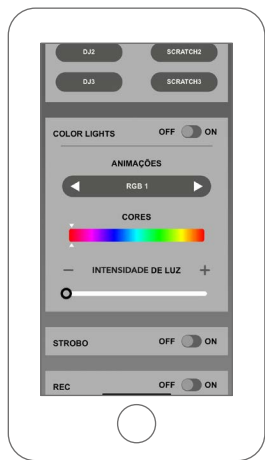 DJ2 SCRATCH2
DJ3 SCRATCH3
COLOR LIGHTS OFF ON
ANIMAÇÕES
RGB 1
CORES
− INTENSIDADE DE LUZ +
STROBO OFF ON
REC OFF ON